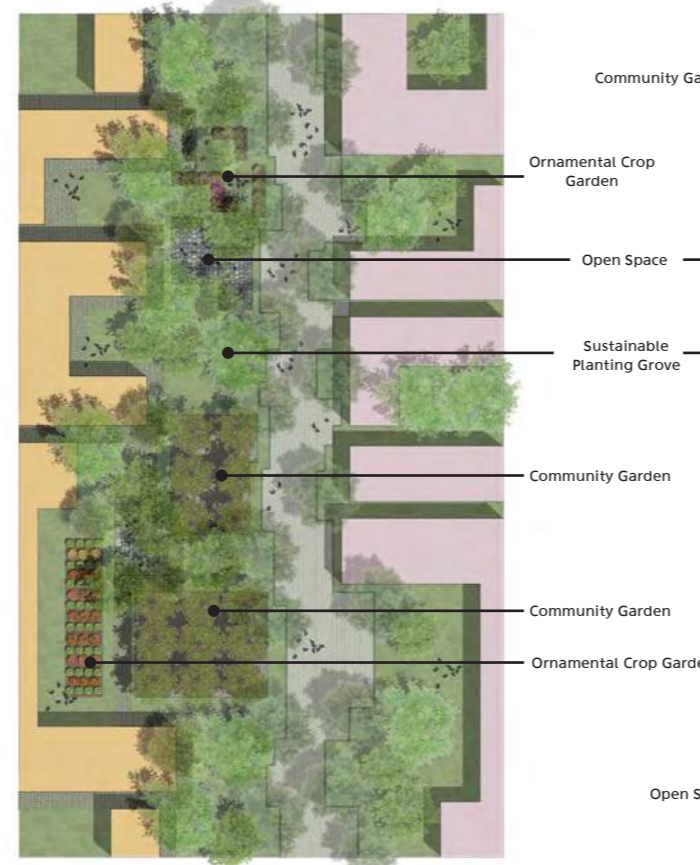 Community Ga
Ornamental Crop
Garden
Open Space
Sustainable
Planting Grove
Community Garden
Community Garden
Ornamental Crop Garde
Open S